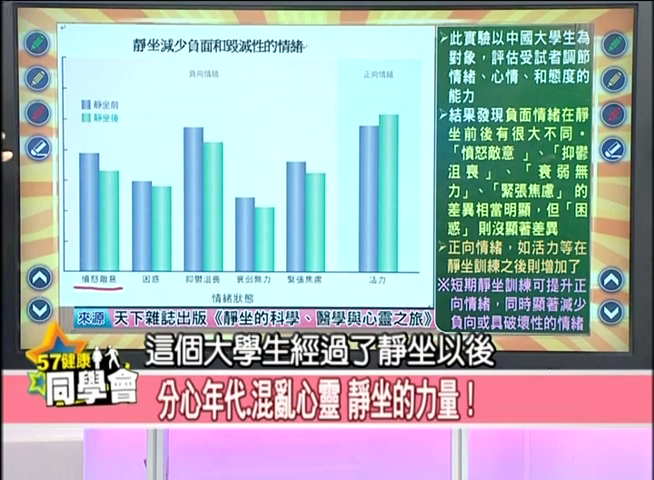 靜坐減少負面和毀滅性的情緒
負向情緒
正向情緒
靜坐前
靜坐後
憤怒敵意
困惑
抑鬱沮喪
衰弱無力
緊張焦慮
活力
情緒狀態
來源 天下雜誌出版《靜坐的科學、醫學與心靈之旅》
➢此實驗以中國大學生為
對象,評估受試者調節
情緒、心情、和態度的
能力
➢結果發現負面情緒在靜
坐前後有很大不同。
「憤怒敵意」、「抑鬱
沮喪」、「衰弱無
力」、「緊張焦慮」的
差異相當明顯,但「困
惑」則沒顯著差異
➢正向情緒,如活力等在
靜坐訓練之後則增加了
※短期靜坐訓練可提升正
向情緒,同時顯著減少
負向或具破壞性的情緒
57健康
同學會
這個大學生經過了靜坐以後
分心年代.混亂心靈 靜坐的力量!